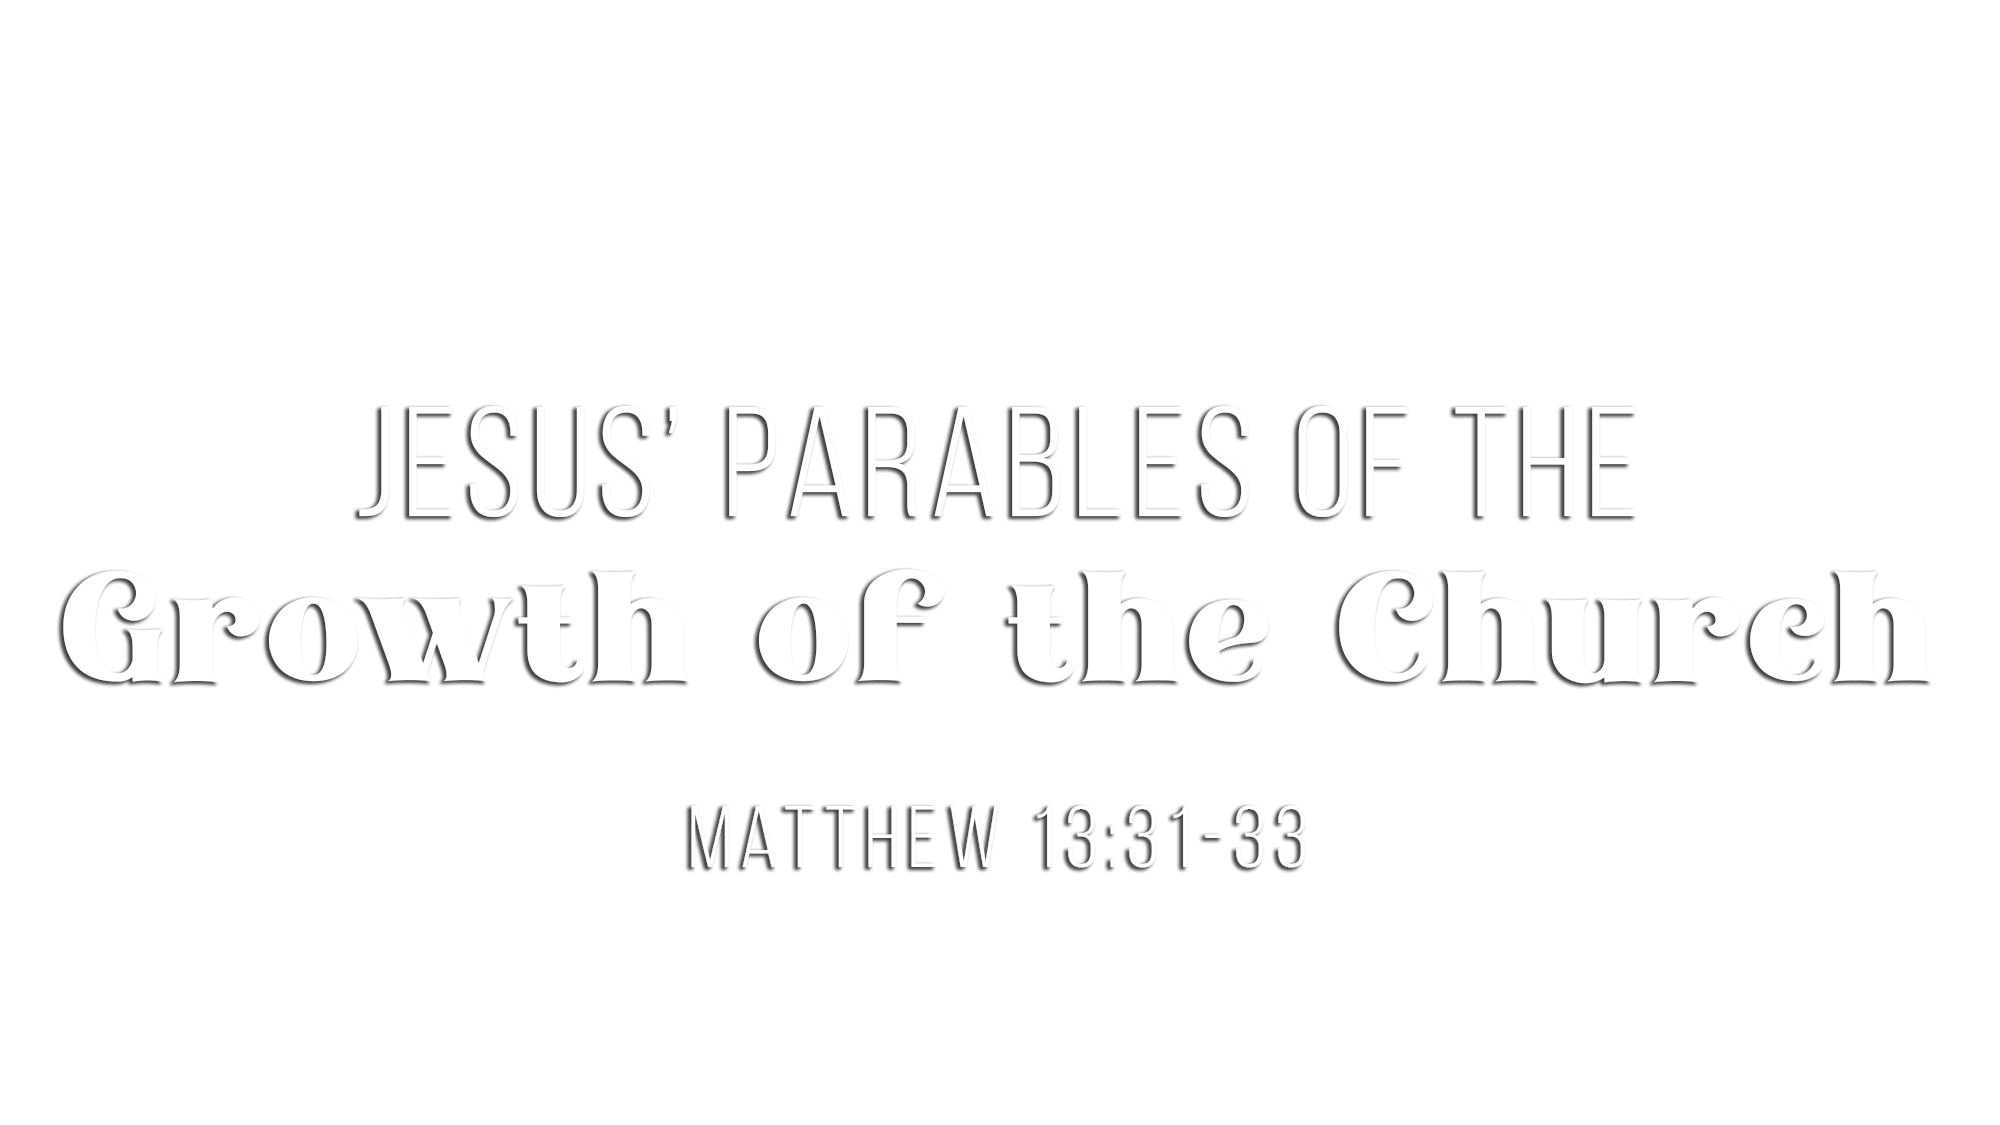 JESUS’ PARABLES OF THE
Growth of the Church
MATTHEW 13:31-33